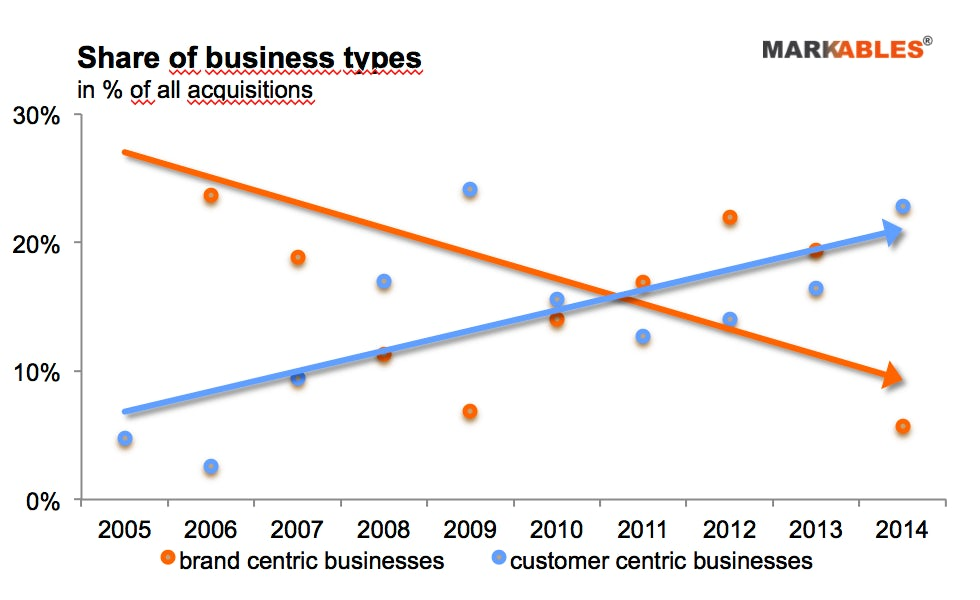 Share of business types
MARKABLES®
in % of all acquisitions
30%
20%
10%
0%
2005 2006 2007 2008 2009 2010 2011 2012 2013 2014
brand centric businesses customer centric businesses